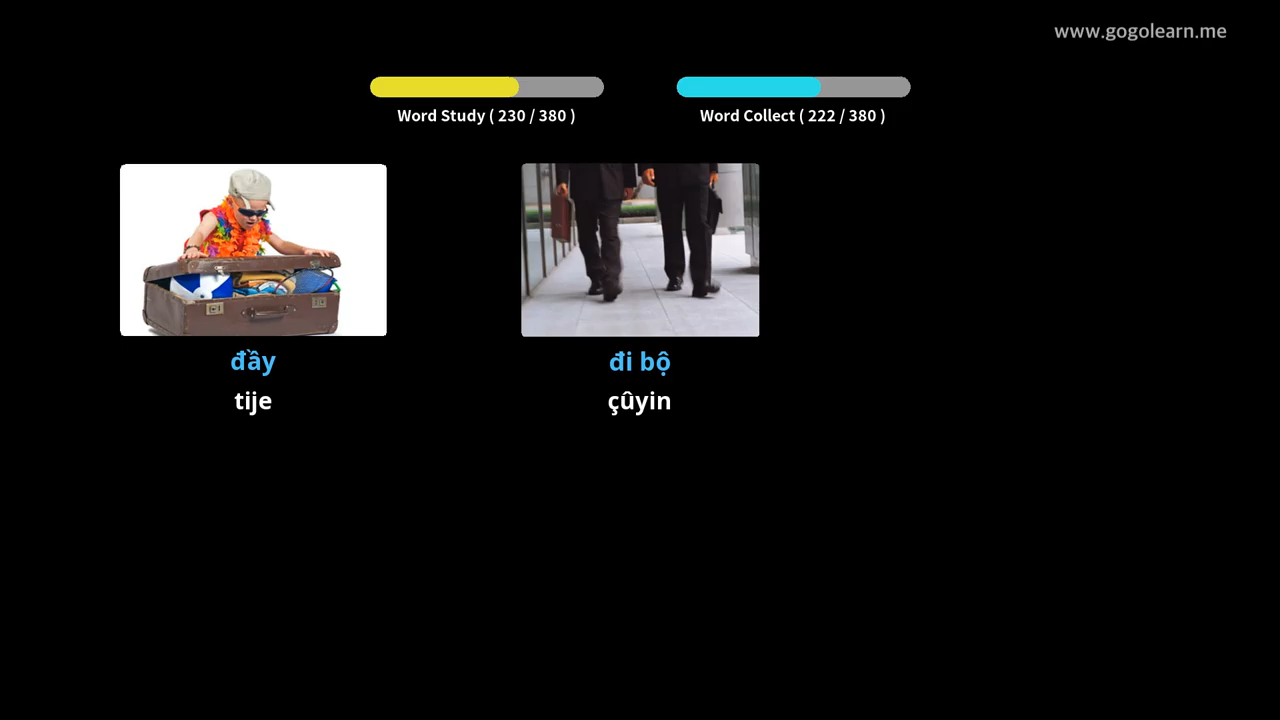 www.gogolearn.me
Word Study ( 230 / 380 )
Word Collect ( 222 / 380 )
đầy
tije
đi bộ
çûyin